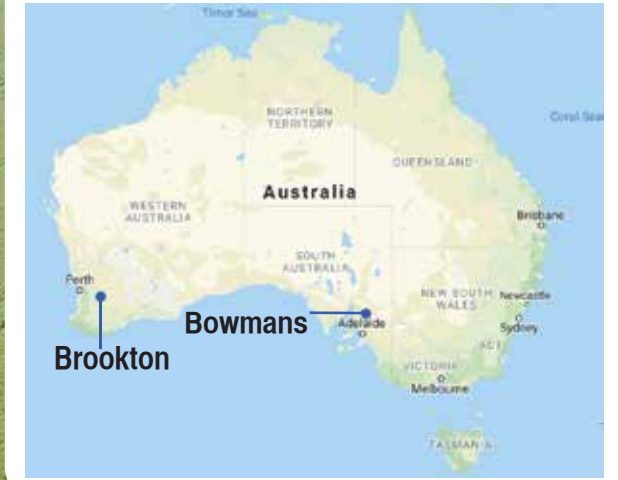 Timor Sea
NORTHERN
TERRITORY
Coral Sea
QUEENSLAND
Australia
WESTERN
AUSTRALIA
Brisbane
SOUTH
AUSTRALIA
Perth
NEW SOUTH
WALES
Newcastle
Bowmans
Adelaide
Sydney
Brookton
ACT
VICTORIA
Melbourne
TASMANIA